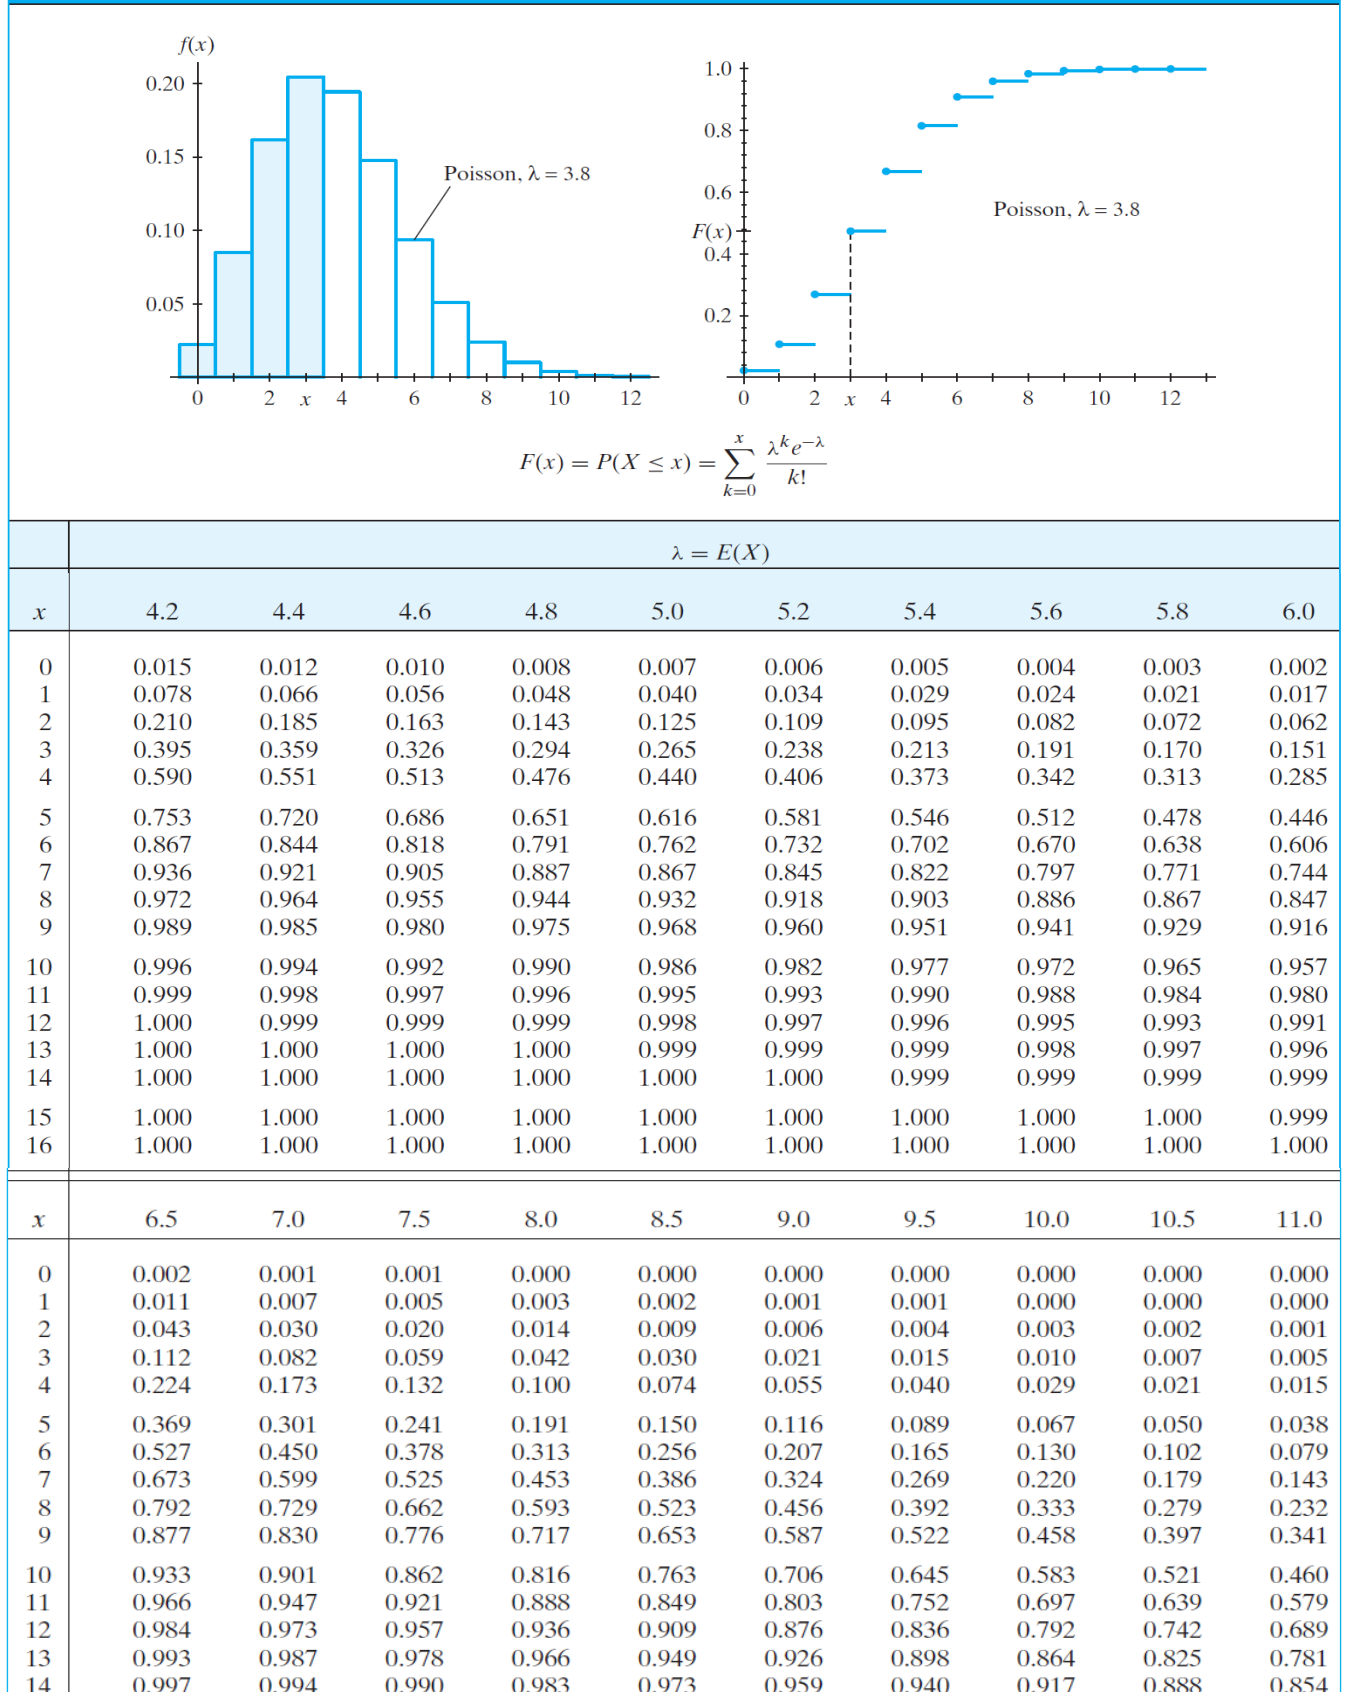 f(x)
0.20
0.15
0.10
0.05
Poisson, λ = 3.8
0 2 x 4 6 8 10 12
1.0
0.8
0.6
F(x)
0.4
0.2
Poisson, λ = 3.8
0 2 x 4 6 8 10 12
F(x) = P(X ≤ x) = ∑_{k=0}^{x} λ^k e^{−λ} / k!
λ = E(X)
x 4.2 4.4 4.6 4.8 5.0 5.2 5.4 5.6 5.8 6.0
0 0.015 0.012 0.010 0.008 0.007 0.006 0.005 0.004 0.003 0.002
1 0.078 0.066 0.056 0.048 0.040 0.034 0.029 0.024 0.021 0.017
2 0.210 0.185 0.163 0.143 0.125 0.109 0.095 0.082 0.072 0.062
3 0.395 0.359 0.326 0.294 0.265 0.238 0.213 0.191 0.170 0.151
4 0.590 0.551 0.513 0.476 0.440 0.406 0.373 0.342 0.313 0.285
5 0.753 0.720 0.686 0.651 0.616 0.581 0.546 0.512 0.478 0.446
6 0.867 0.844 0.818 0.791 0.762 0.732 0.702 0.670 0.638 0.606
7 0.936 0.921 0.905 0.887 0.867 0.845 0.822 0.797 0.771 0.744
8 0.972 0.964 0.955 0.944 0.932 0.918 0.903 0.886 0.867 0.847
9 0.989 0.985 0.980 0.975 0.968 0.960 0.951 0.941 0.929 0.916
10 0.996 0.994 0.992 0.990 0.986 0.982 0.977 0.972 0.965 0.957
11 0.999 0.998 0.997 0.996 0.995 0.993 0.990 0.988 0.984 0.980
12 1.000 0.999 0.999 0.999 0.998 0.997 0.996 0.995 0.993 0.991
13 1.000 1.000 1.000 1.000 0.999 0.999 0.999 0.998 0.997 0.996
14 1.000 1.000 1.000 1.000 1.000 1.000 0.999 0.999 0.999 0.999
15 1.000 1.000 1.000 1.000 1.000 1.000 1.000 1.000 1.000 0.999
16 1.000 1.000 1.000 1.000 1.000 1.000 1.000 1.000 1.000 1.000
x 6.5 7.0 7.5 8.0 8.5 9.0 9.5 10.0 10.5 11.0
0 0.002 0.001 0.001 0.000 0.000 0.000 0.000 0.000 0.000 0.000
1 0.011 0.007 0.005 0.003 0.002 0.001 0.001 0.000 0.000 0.000
2 0.043 0.030 0.020 0.014 0.009 0.006 0.004 0.003 0.002 0.001
3 0.112 0.082 0.059 0.042 0.030 0.021 0.015 0.010 0.007 0.005
4 0.224 0.173 0.132 0.100 0.074 0.055 0.040 0.029 0.021 0.015
5 0.369 0.301 0.241 0.191 0.150 0.116 0.089 0.067 0.050 0.038
6 0.527 0.450 0.378 0.313 0.256 0.207 0.165 0.130 0.102 0.079
7 0.673 0.599 0.525 0.453 0.386 0.324 0.269 0.220 0.179 0.143
8 0.792 0.729 0.662 0.593 0.523 0.456 0.392 0.333 0.279 0.232
9 0.877 0.830 0.776 0.717 0.653 0.587 0.522 0.458 0.397 0.341
10 0.933 0.901 0.862 0.816 0.763 0.706 0.645 0.583 0.521 0.460
11 0.966 0.947 0.921 0.888 0.849 0.803 0.752 0.697 0.639 0.579
12 0.984 0.973 0.957 0.936 0.909 0.876 0.836 0.792 0.742 0.689
13 0.993 0.987 0.978 0.966 0.949 0.926 0.898 0.864 0.825 0.781
14 0.997 0.994 0.990 0.983 0.973 0.959 0.940 0.917 0.888 0.854